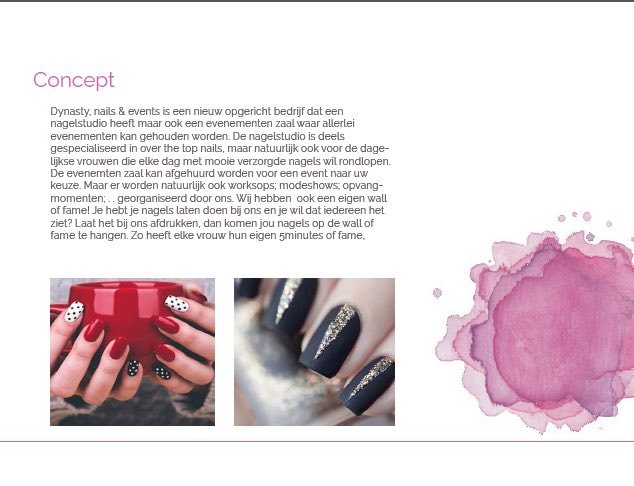 Concept
Dynasty, nails & events is een nieuw opgericht bedrijf dat een
nagelstudio heeft maar ook een evenementen zaal waar allerlei
evenementen kan gehouden worden. De nagelstudio is deels
gespecialiseerd in over the top nails, maar natuurlijk ook voor de dage-
lijkse vrouwen die elke dag met mooie verzorgde nagels wil rondlopen.
De evenemten zaal kan afgehuurd worden voor een event naar uw
keuze. Maar er worden natuurlijk ook worksops; modeshows; opvang-
momenten; . . georganiseerd door ons. Wij hebben  ook een eigen wall
of fame! Je hebt je nagels laten doen bij ons en je wil dat iedereen het
ziet? Laat het bij ons afdrukken, dan komen jou nagels op de wall of
fame te hangen. Zo heeft elke vrouw hun eigen 5minutes of fame,